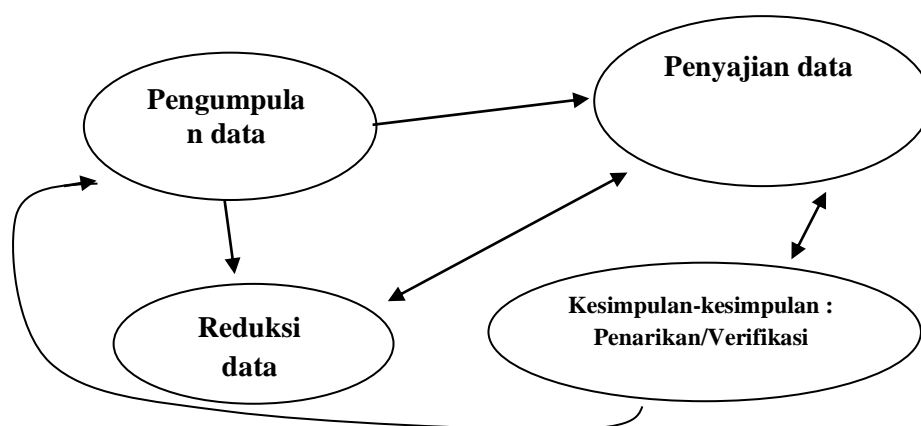 Pengumpula
n data
Penyajian data
Reduksi
data
Kesimpulan-kesimpulan :
Penarikan/Verifikasi